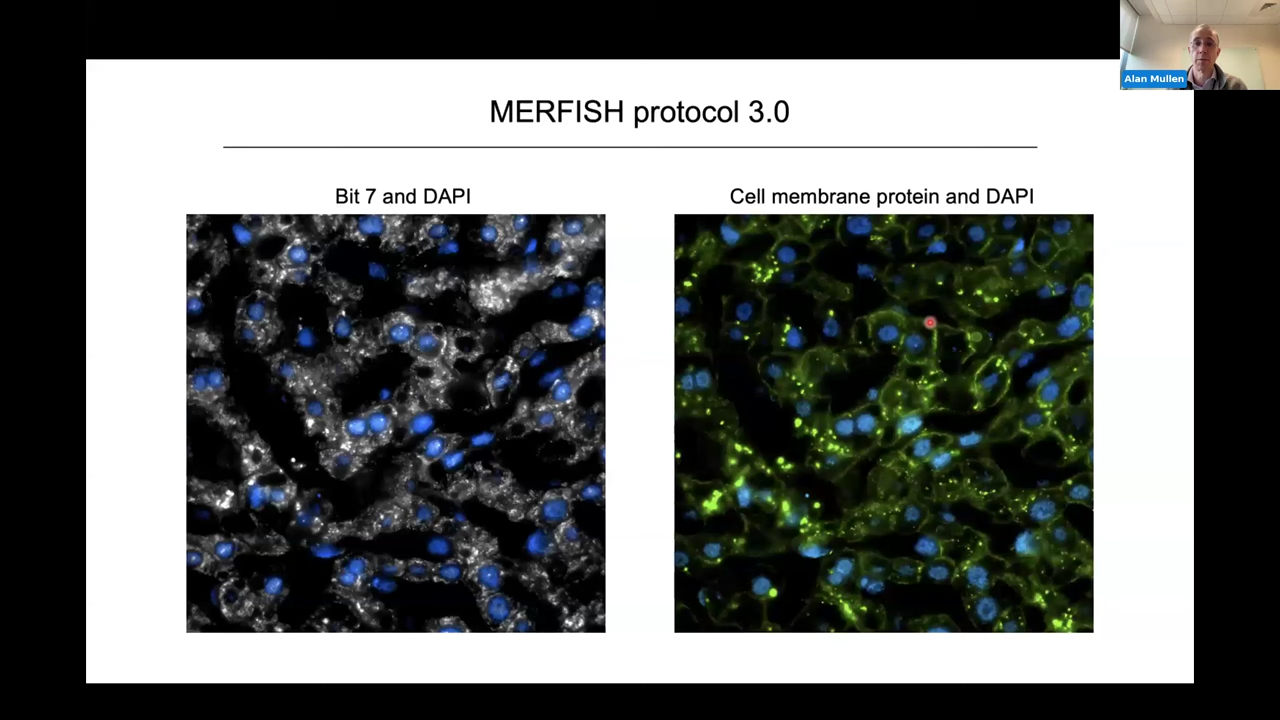 Alan Mullen
MERFISH protocol 3.0
Bit 7 and DAPI
Cell membrane protein and DAPI